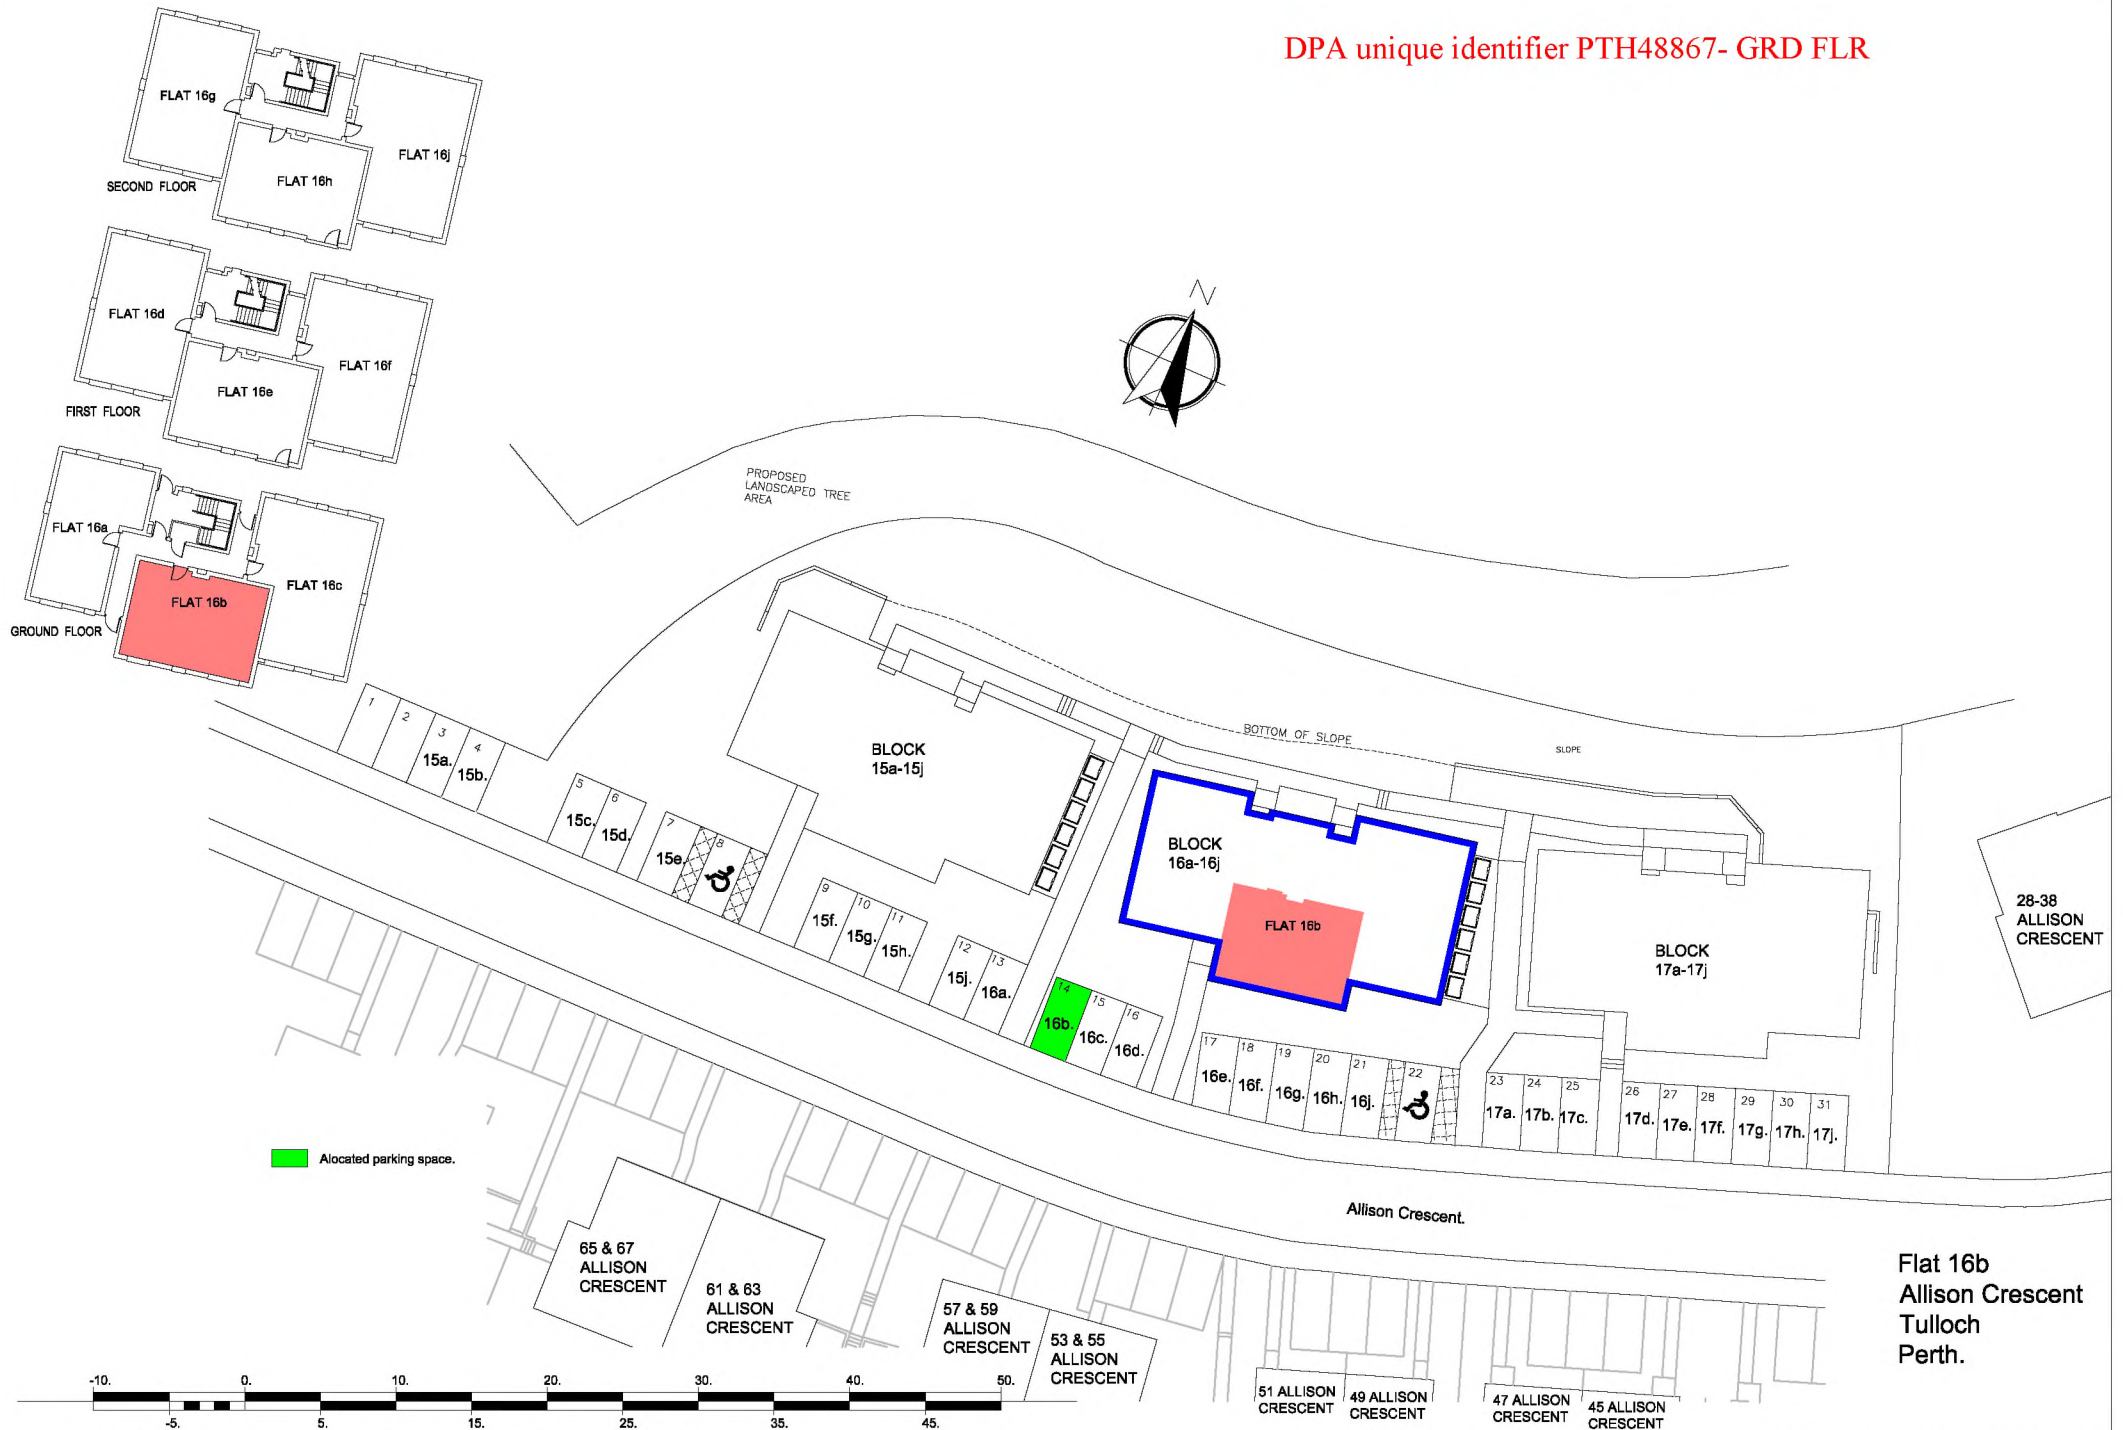 DPA unique identifier PTH48867- GRD FLR
FLAT 16g
FLAT 16j
FLAT 16h
SECOND FLOOR
FLAT 16d
FLAT 16f
FLAT 16e
FIRST FLOOR
FLAT 16a
FLAT 16c
FLAT 16b
GROUND FLOOR
N
PROPOSED
LANDSCAPED TREE
AREA
BOTTOM OF SLOPE
SLOPE
BLOCK
15a-15j
BLOCK
16a-16j
FLAT 16b
BLOCK
17a-17j
28-38
ALLISON
CRESCENT
1
2
3
15a.
4
15b.
5
15c.
6
15d.
7
15e.
8
9
15f.
10
15g.
11
15h.
12
15j.
13
16a.
14
16b.
15
16c.
16
16d.
17
16e.
18
16f.
19
16g.
20
16h.
21
16j.
22
23
17a.
24
17b.
25
17c.
26
17d.
27
17e.
28
17f.
29
17g.
30
17h.
31
17j.
Alocated parking space.
Allison Crescent.
65 & 67
ALLISON
CRESCENT
61 & 63
ALLISON
CRESCENT
57 & 59
ALLISON
CRESCENT
53 & 55
ALLISON
CRESCENT
51 ALLISON
CRESCENT
49 ALLISON
CRESCENT
47 ALLISON
CRESCENT
45 ALLISON
CRESCENT
Flat 16b
Allison Crescent
Tulloch
Perth.
-10. 0. 10. 20. 30. 40. 50.
-5. 5. 15. 25. 35. 45.